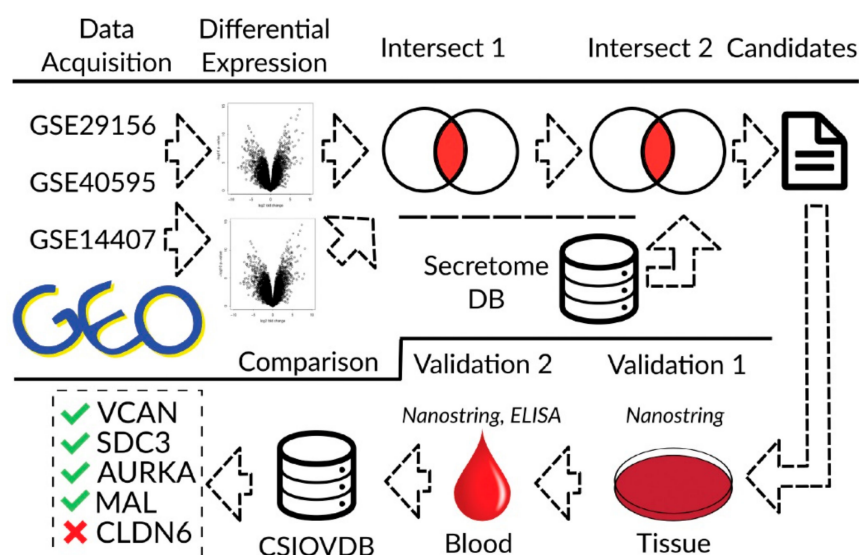 Data
Acquisition
Differential
Expression
Intersect 1
Intersect 2
Candidates
GSE29156
GSE40595
GSE14407
GEO
Secretome
DB
Comparison
Validation 2
Validation 1
Nanostring, ELISA
Nanostring
VCAN
SDC3
AURKA
MAL
CLDN6
CSIOVDB
Blood
Tissue